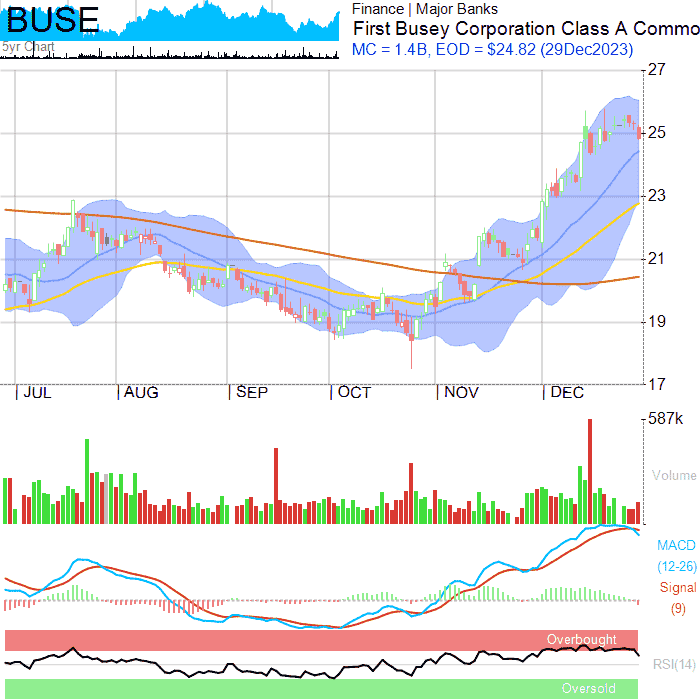 BUSE
5yr Chart
Finance | Major Banks
First Busey Corporation Class A Commo
MC = 1.4B, EOD = $24.82 (29Dec2023)
27
25
23
21
19
17
JUL
AUG
SEP
OCT
NOV
DEC
587k
Volume
MACD
(12-26)
Signal
(9)
Overbought
RSI(14)
Oversold